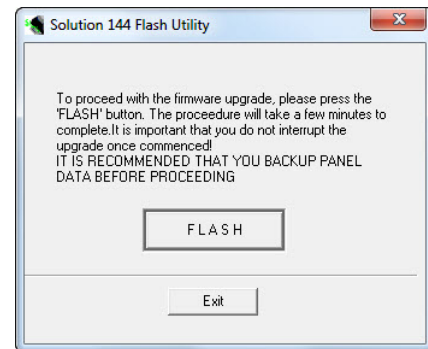 Solution 144 Flash Utility
To proceed with the firmware upgrade, please press the
'FLASH' button. The proceedure will take a few minutes to
complete.It is important that you do not interrupt the
upgrade once commenced!
IT IS RECOMMENDED THAT YOU BACKUP PANEL
DATA BEFORE PROCEEDING
FLASH
Exit